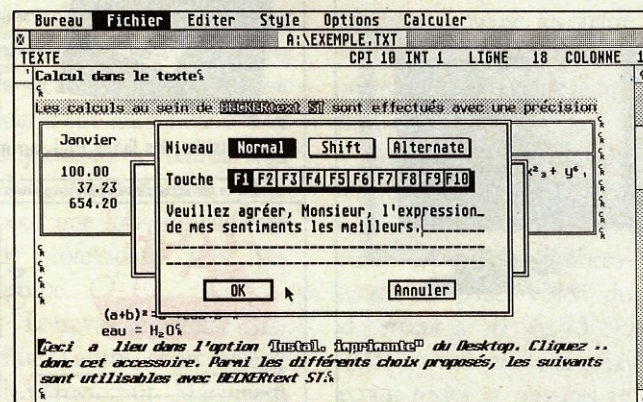 Bureau Fichier Editer Style Options Calculer
A:\EXEMPLE.TXT
TEXTE CPI 10 INT 1 LIGNE 18 COLONNE 1
Calcul dans le texte
Les calculs au sein de BECKERtext ST sont effectués avec une précision
Janvier
100.00
37.23
654.20
x²₃+ y⁶,
Niveau Normal Shift Alternate
Touche F1 F2 F3 F4 F5 F6 F7 F8 F9 F10
Veuillez agréer, Monsieur, l'expression
de mes sentiments les meilleurs.
OK Annuler
(a+b)²
eau = H₂O
Ceci a lieu dans l'option "Instal. imprimante" du Desktop. Cliquez ..
donc cet accessoire. Parmi les différents choix proposés, les suivants
sont utilisables avec BECKERtext ST.